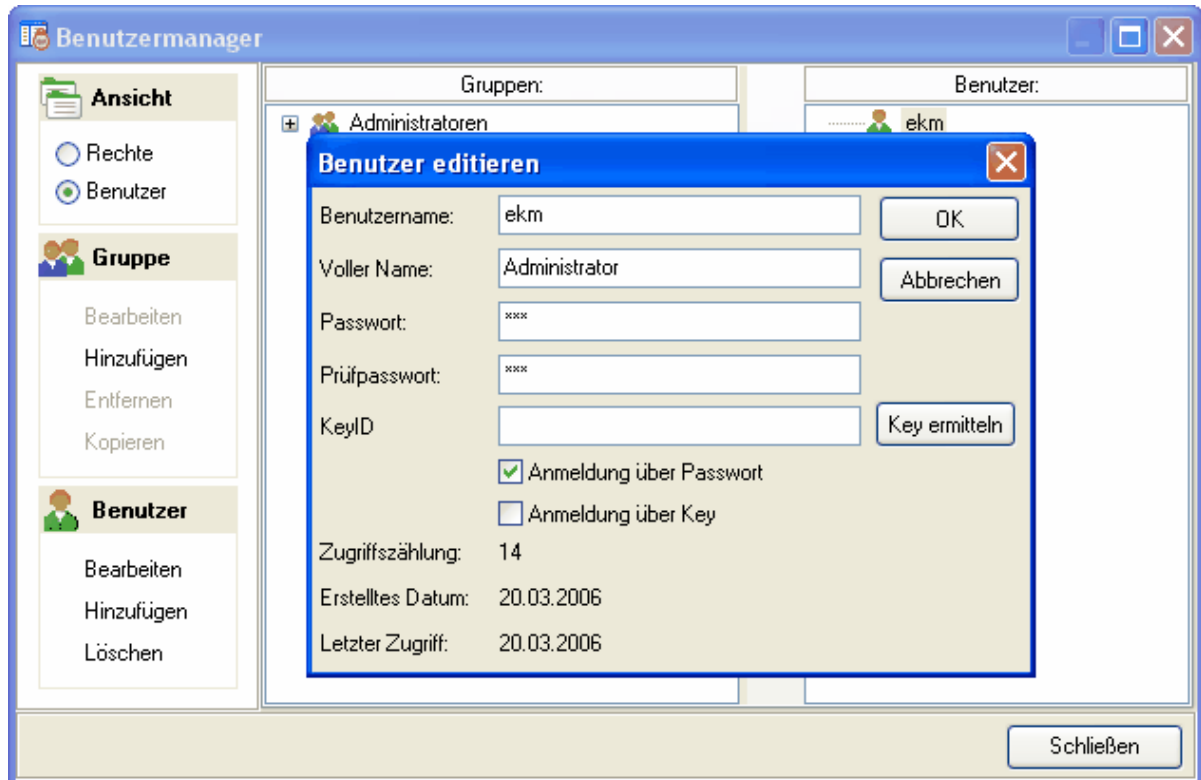 Benutzermanager
Ansicht
Rechte
Benutzer
Gruppe
Bearbeiten
Hinzufügen
Entfernen
Kopieren
Benutzer
Bearbeiten
Hinzufügen
Löschen
Gruppen:
Administratoren
Benutzer:
ekm
Benutzer editieren
Benutzername: ekm
OK
Voller Name: Administrator
Abbrechen
Passwort: ***
Prüfpasswort: ***
KeyID
Key ermitteln
Anmeldung über Passwort
Anmeldung über Key
Zugriffszählung: 14
Erstelltes Datum: 20.03.2006
Letzter Zugriff: 20.03.2006
Schließen